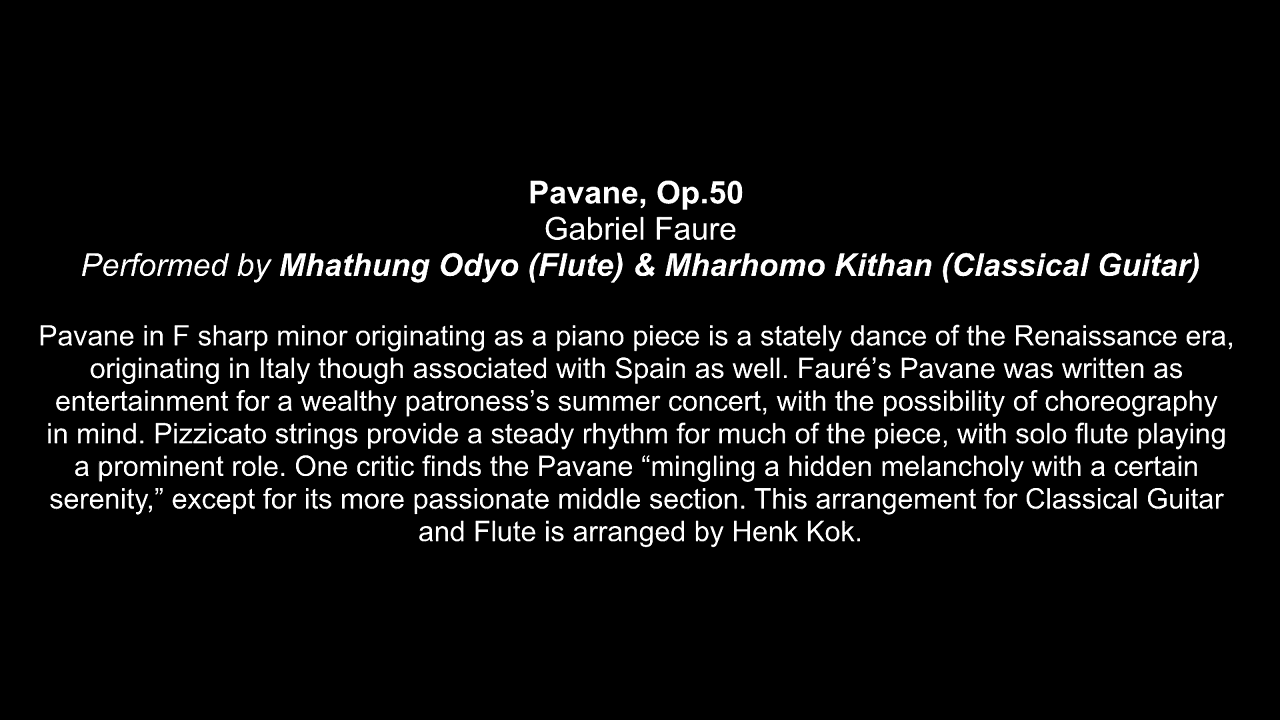 Pavane, Op.50
Gabriel Faure
Performed by Mhathung Odyo (Flute) & Mharhomo Kithan (Classical Guitar)
Pavane in F sharp minor originating as a piano piece is a stately dance of the Renaissance era,
originating in Italy though associated with Spain as well. Fauré’s Pavane was written as
entertainment for a wealthy patroness’s summer concert, with the possibility of choreography
in mind. Pizzicato strings provide a steady rhythm for much of the piece, with solo flute playing
a prominent role. One critic finds the Pavane “mingling a hidden melancholy with a certain
serenity,” except for its more passionate middle section. This arrangement for Classical Guitar
and Flute is arranged by Henk Kok.